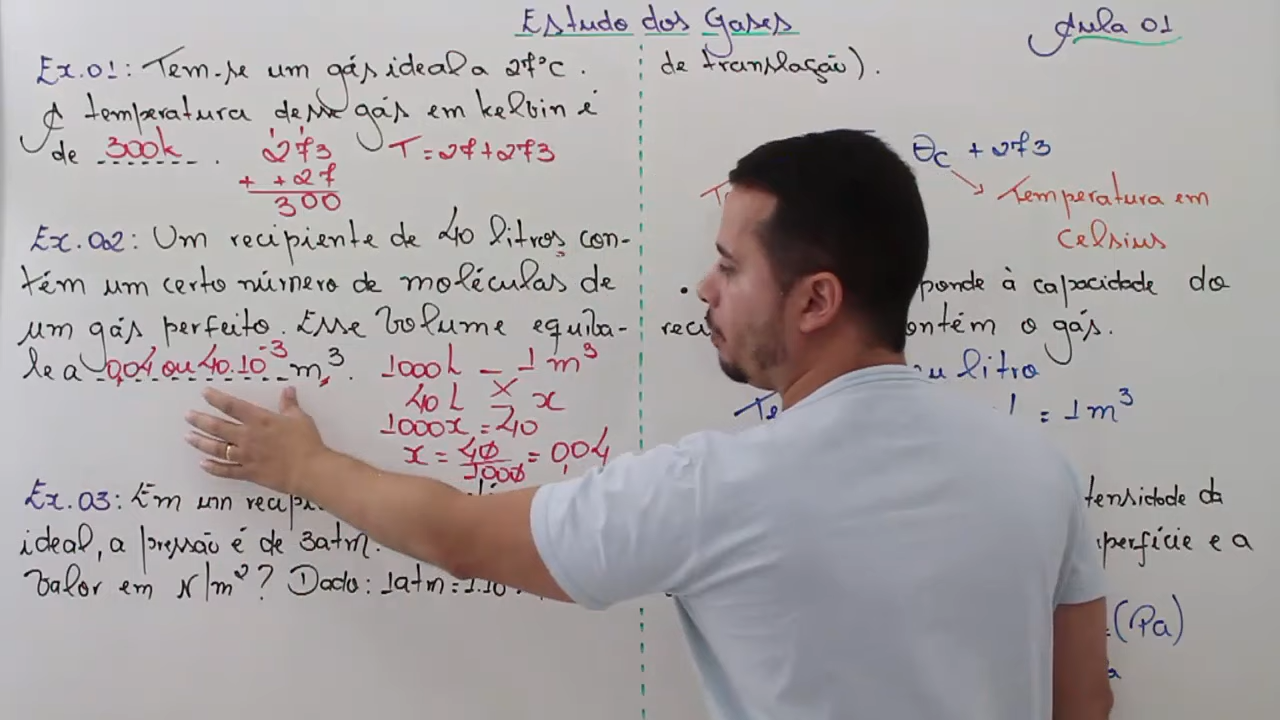 Estudo dos Gases
Aula 01
Ex.01: Tem-se um gás ideal a 27°C.
A temperatura desse gás em kelvin é
de 300k.
273
+ +27
300
T = 27+273
Ex.02: Um recipiente de 40 litros con-
têm um certo número de moléculas de
um gás perfeito. Esse volume equiva-
le a 0,04 ou 40.10⁻³ m³.
1000L _ 1 m³
40L x
1000x = 40
x = 40/1000 = 0,04
Ex.03: Em um
ideal, a pressão é de 3atm.
valor em N/m²? Dado: 1atm = 1.10
de translação).
θc + 273
Temperatura em
Celsius
à capacidade do
o gás.
litro
= 1m³
da
e a
(Pa)